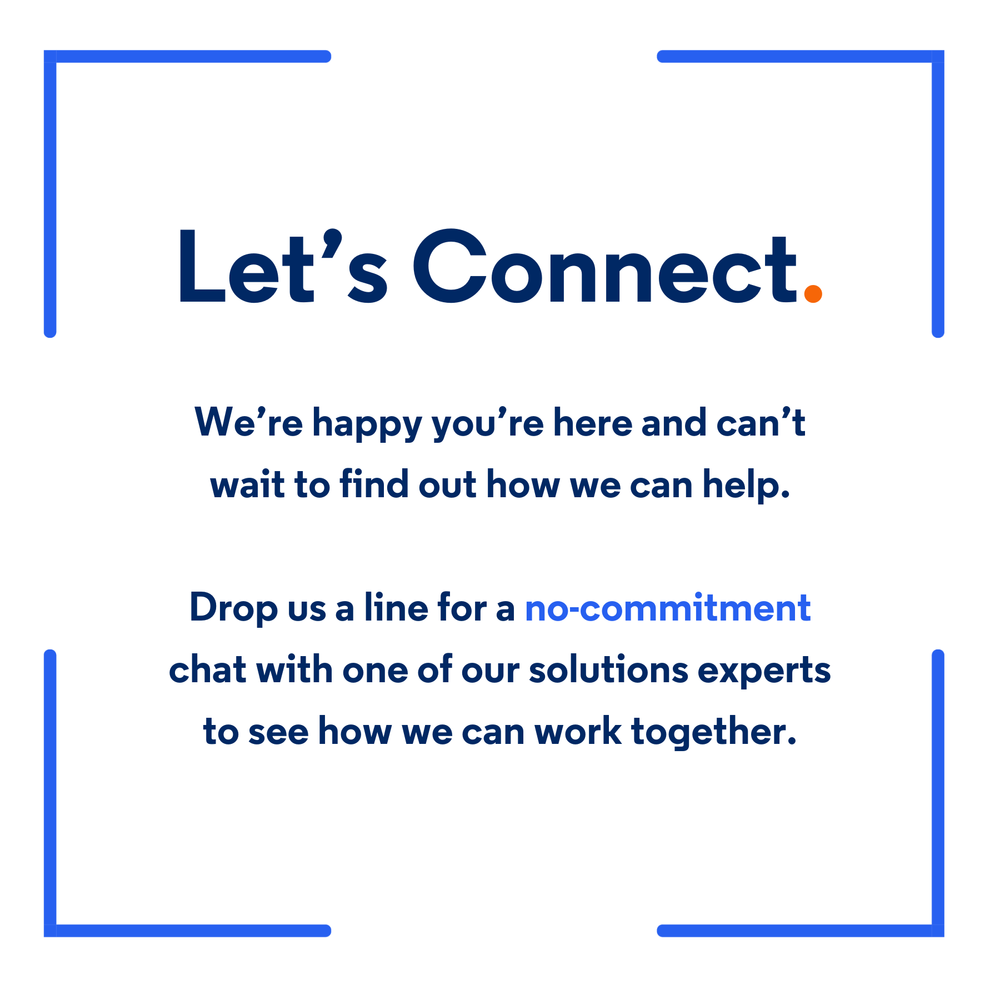 Let’s Connect.
We’re happy you’re here and can’t
wait to find out how we can help.
Drop us a line for a no-commitment
chat with one of our solutions experts
to see how we can work together.